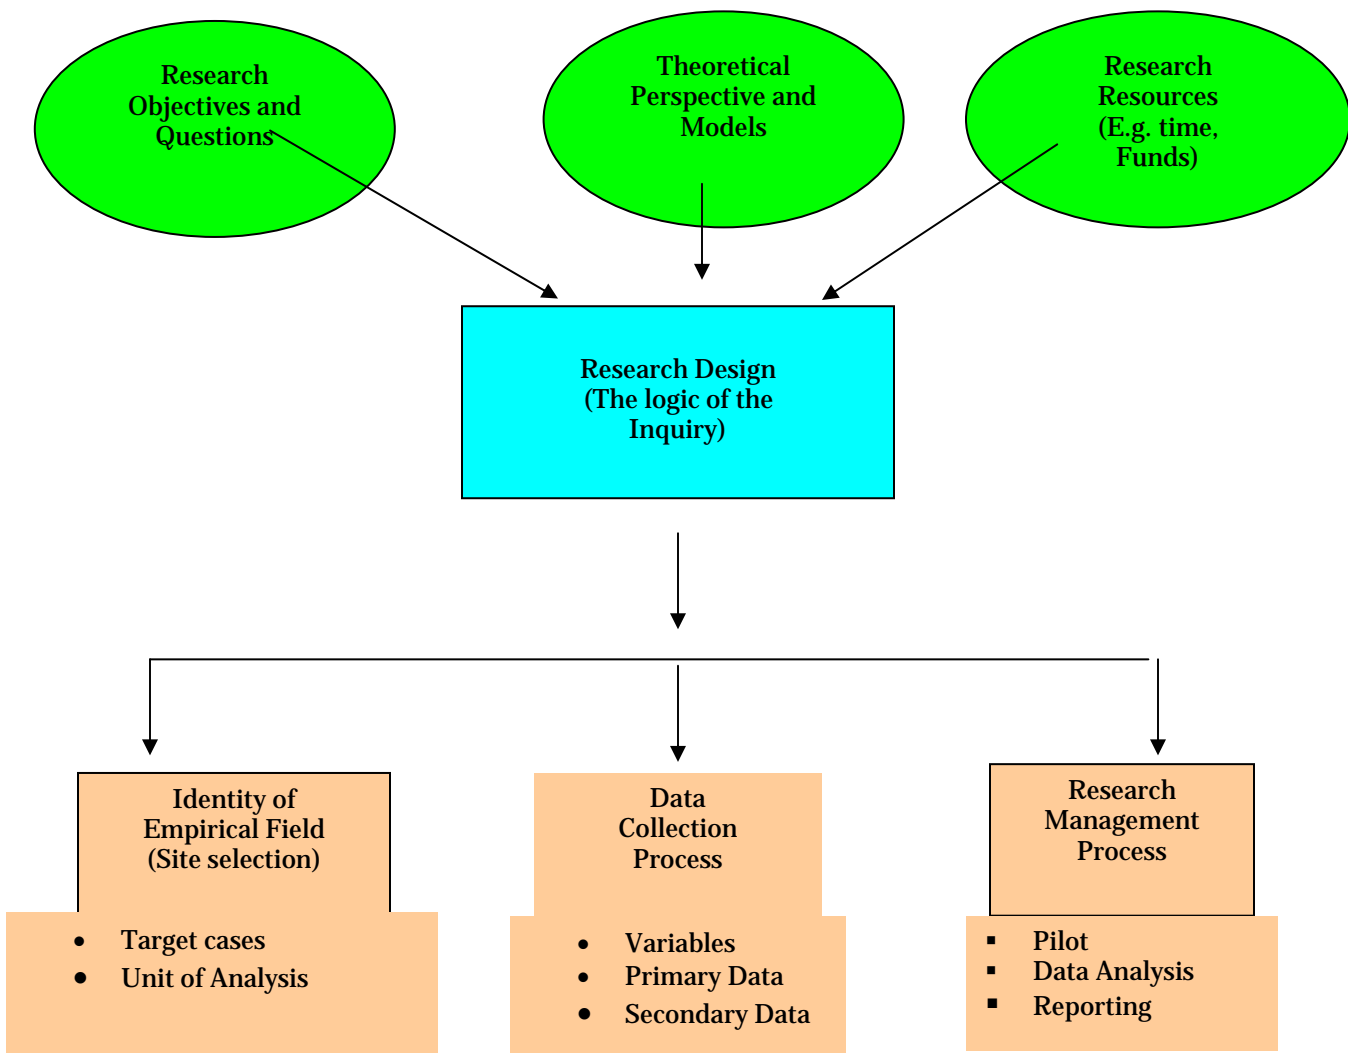 Research
Objectives and
Questions
Theoretical
Perspective and
Models
Research
Resources
(E.g. time,
Funds)
Research Design
(The logic of the
Inquiry)
Identity of
Empirical Field
(Site selection)
• Target cases
• Unit of Analysis
Data
Collection
Process
• Variables
• Primary Data
• Secondary Data
Research
Management
Process
▪ Pilot
▪ Data Analysis
▪ Reporting